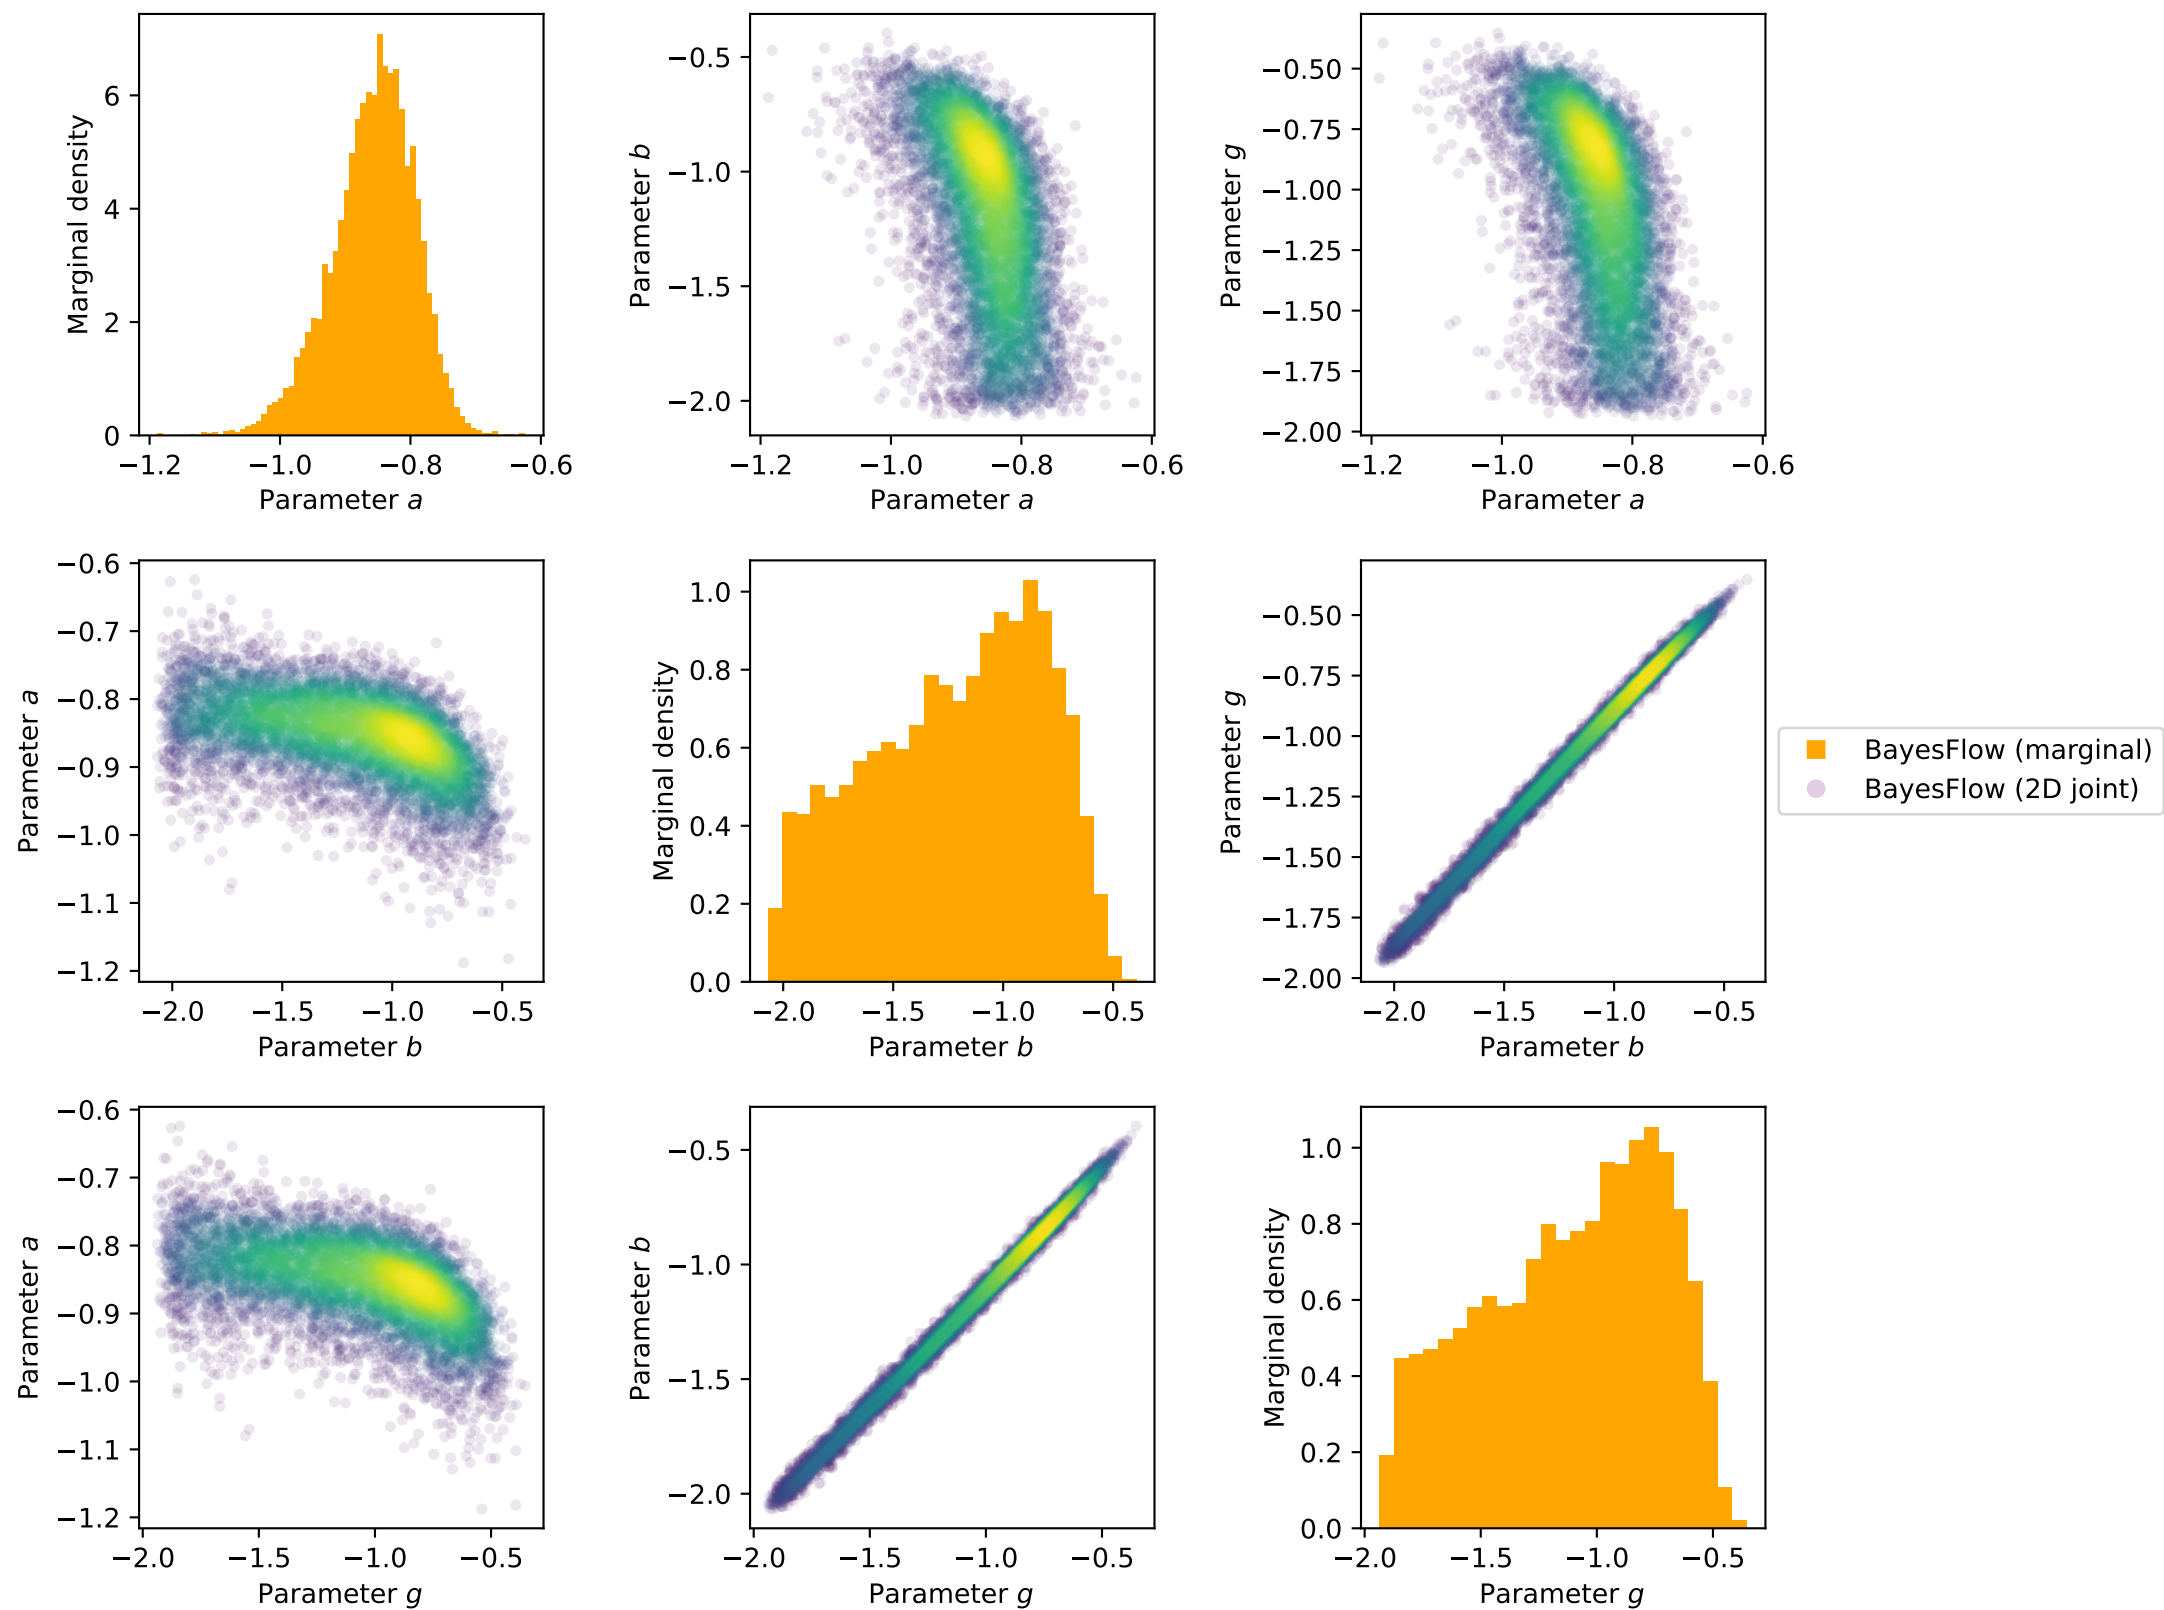 6
4
2
0
−1.2 −1.0 −0.8 −0.6
Marginal density
Parameter a
−0.5
−1.0
−1.5
−2.0
−1.2 −1.0 −0.8 −0.6
Parameter b
Parameter a
−0.50
−0.75
−1.00
−1.25
−1.50
−1.75
−2.00
−1.2 −1.0 −0.8 −0.6
Parameter g
Parameter a
−0.6
−0.7
−0.8
−0.9
−1.0
−1.1
−1.2
−2.0 −1.5 −1.0 −0.5
Parameter a
Parameter b
1.0
0.8
0.6
0.4
0.2
0.0
−2.0 −1.5 −1.0 −0.5
Marginal density
Parameter b
−0.50
−0.75
−1.00
−1.25
−1.50
−1.75
−2.00
−2.0 −1.5 −1.0 −0.5
Parameter g
Parameter b
BayesFlow (marginal)
BayesFlow (2D joint)
−0.6
−0.7
−0.8
−0.9
−1.0
−1.1
−1.2
−2.0 −1.5 −1.0 −0.5
Parameter a
Parameter g
−0.5
−1.0
−1.5
−2.0
−2.0 −1.5 −1.0 −0.5
Parameter b
Parameter g
1.0
0.8
0.6
0.4
0.2
0.0
−2.0 −1.5 −1.0 −0.5
Marginal density
Parameter g